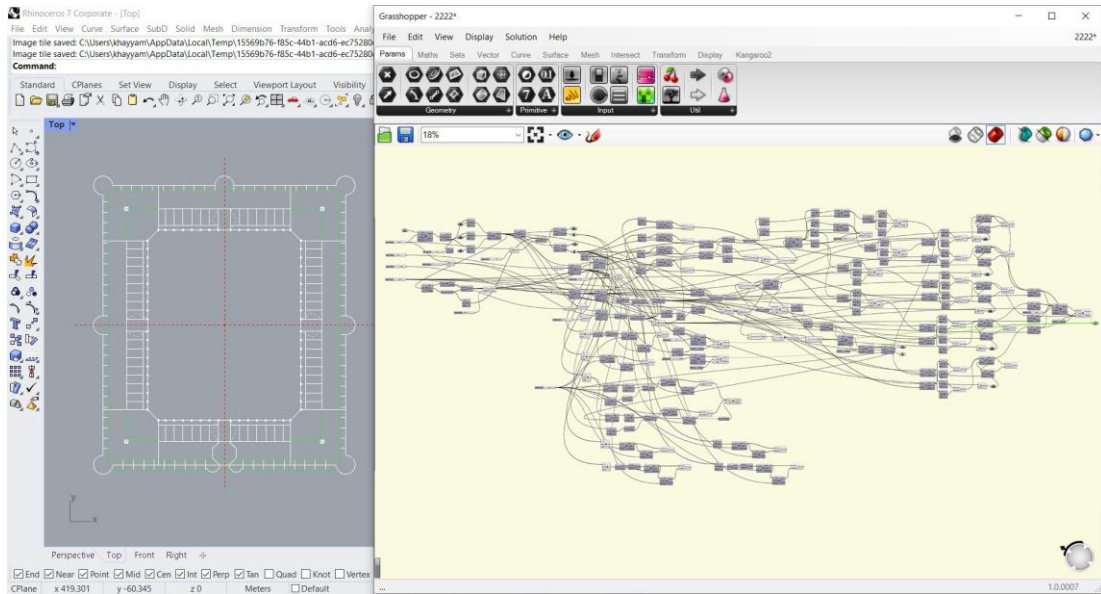 Rhinoceros 7 Corporate - [Top]
File Edit View Curve Surface SubD Solid Mesh Dimension Transform Tools Analy
Image tile saved: C:\Users\khayyam\AppData\Local\Temp\15569b76-f85c-44b1-acd6-ec75280
Image tile saved: C:\Users\khayyam\AppData\Local\Temp\15569b76-f85c-44b1-acd6-ec75280
Command:
Standard CPlanes Set View Display Select Viewport Layout Visibility
Top
y
x
Perspective Top Front Right
End Near Point Mid Cen Int Perp Tan Quad Knot Vertex
CPlane x 419.301 y -60.345 z 0 Meters Default
Grasshopper - 2222*
File Edit View Display Solution Help 2222*
Params Maths Sets Vector Curve Surface Mesh Intersect Transform Display Kangaroo2
Geometry Primitive Input Util
18%
... 1.0.0007